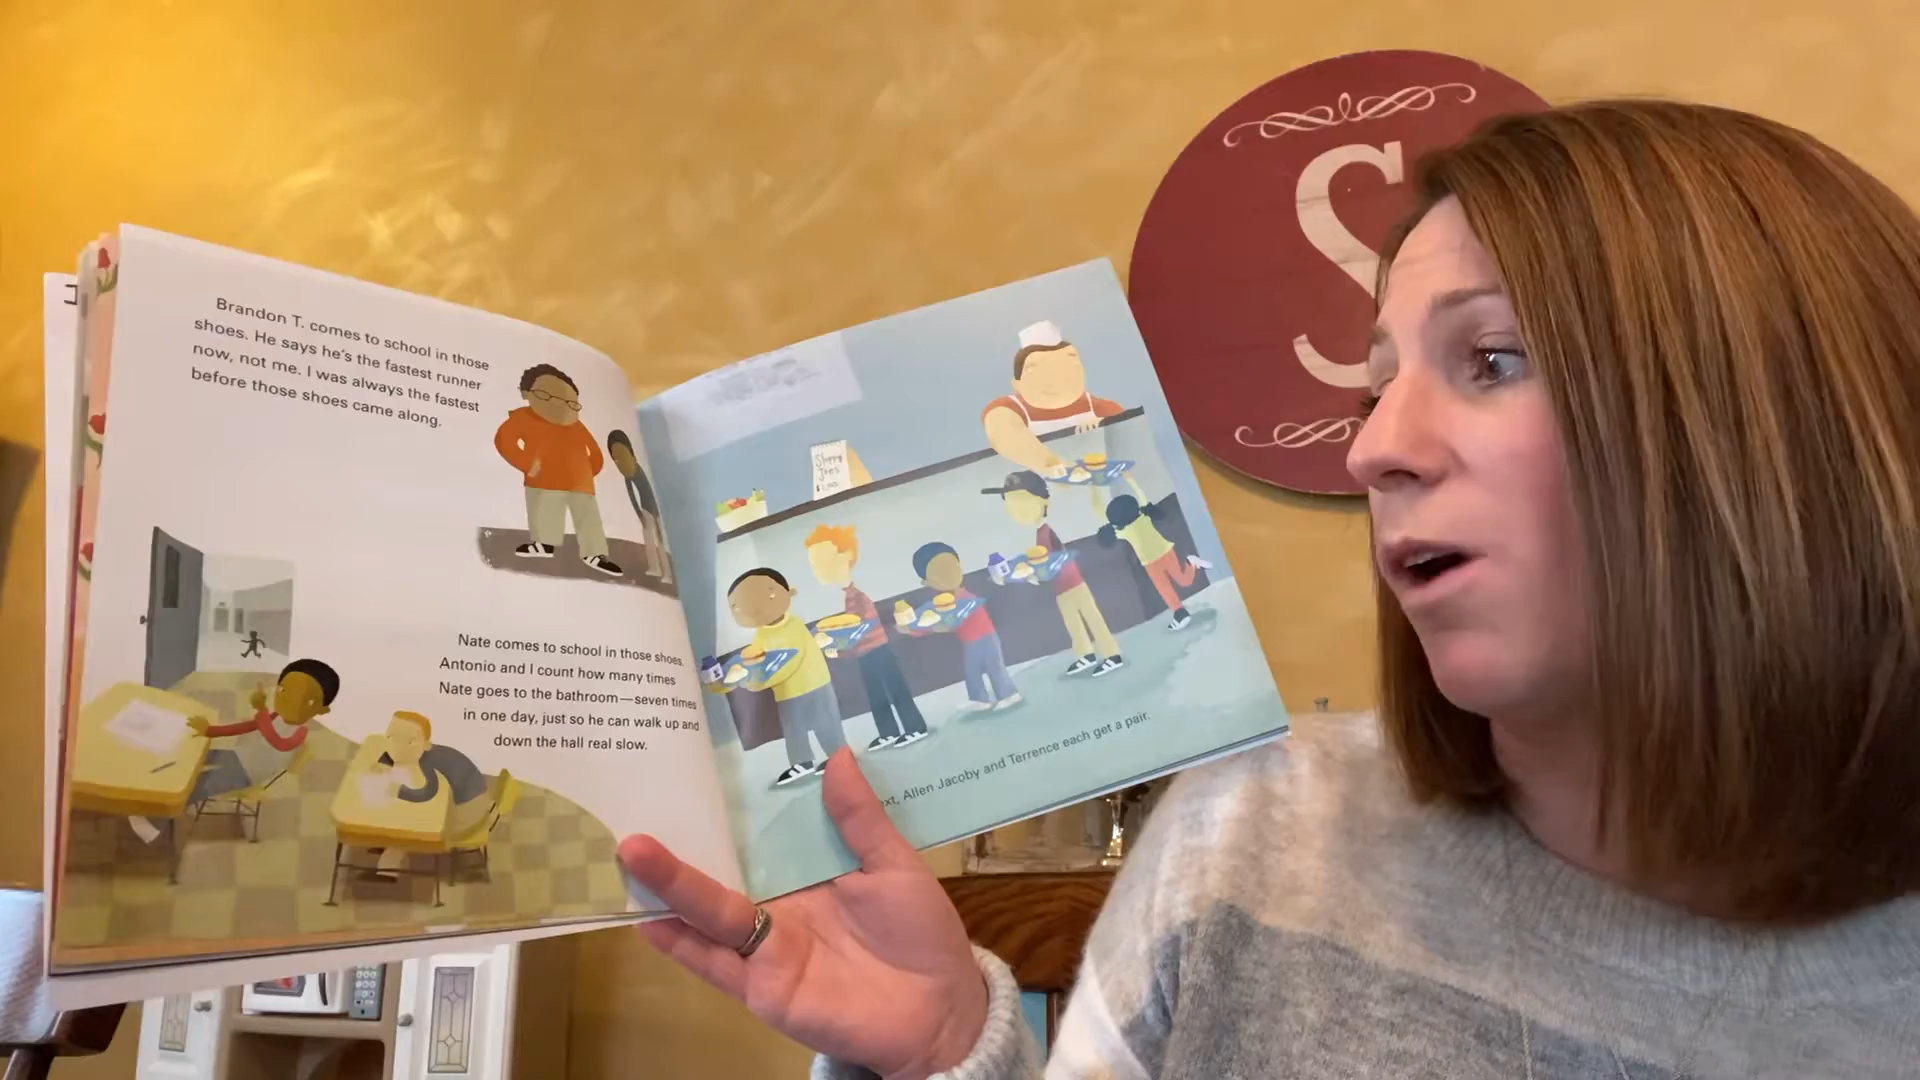 Brandon T. comes to school in those
shoes. He says he's the fastest runner
now, not me. I was always the fastest
before those shoes came along.
Nate comes to school in those shoes.
Antonio and I count how many times
Nate goes to the bathroom—seven times
in one day, just so he can walk up and
down the hall real slow.
Sloppy
Joes
Allen Jacoby and Terrence each get a pair.
S